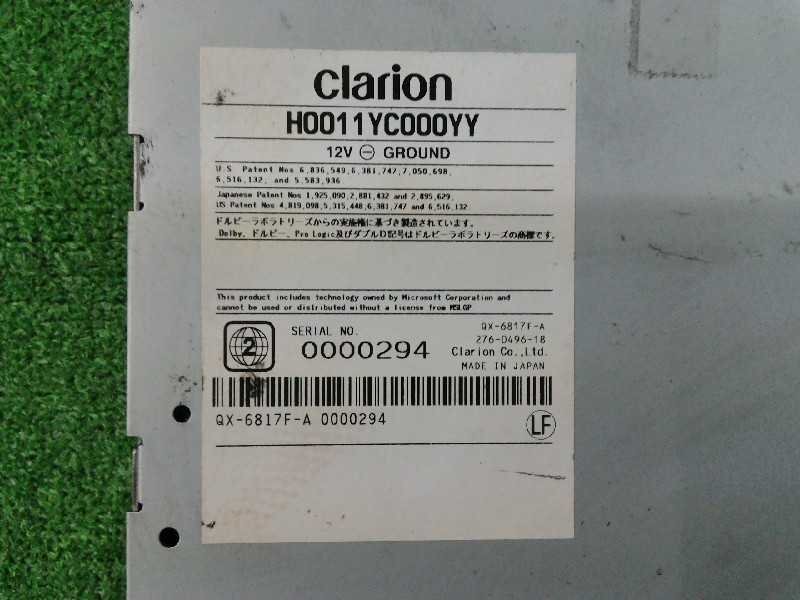 clarion
H0011YC000YY
12V ⊖ GROUND
U.S. Patent Nos 6,836,549,6,381,747,7,050,698,
6,516,132, and 5,583,936
Japanese Patent Nos 1,925,090,2,881,432 and 2,895,629,
US Patent Nos 4,819,098,5,315,448,6,381,747 and 6,516,132
ドルビーラボラトリーズからの実施権に基づき製造されています。
Dolby、ドルビー、Pro Logic及びダブルD記号はドルビーラボラトリーズの商標です。
This product includes technology owned by Microsoft Corporation and
cannot be used or distributed without a license from MSLGP
2
SERIAL NO.
0000294
QX-6817F-A
276-0496-18
Clarion Co.,Ltd.
MADE IN JAPAN
QX-6817F-A 0000294
LF